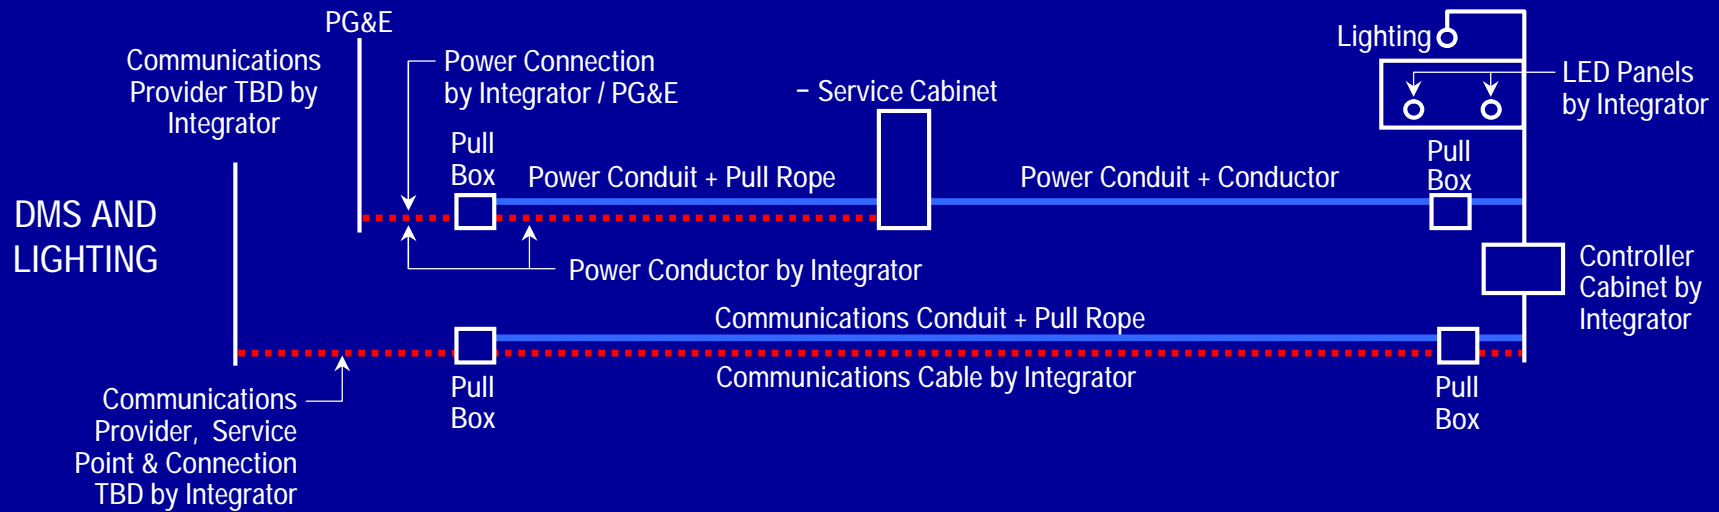 PG&E
Communications
Provider TBD by
Integrator
Power Connection
by Integrator / PG&E
– Service Cabinet
Lighting
LED Panels
by Integrator
Pull
Box
Power Conduit + Pull Rope
Power Conduit + Conductor
Pull
Box
DMS AND
LIGHTING
Power Conductor by Integrator
Controller
Cabinet by
Integrator
Communications Conduit + Pull Rope
Communications Cable by Integrator
Pull
Box
Pull
Box
Communications
Provider, Service
Point & Connection
TBD by Integrator